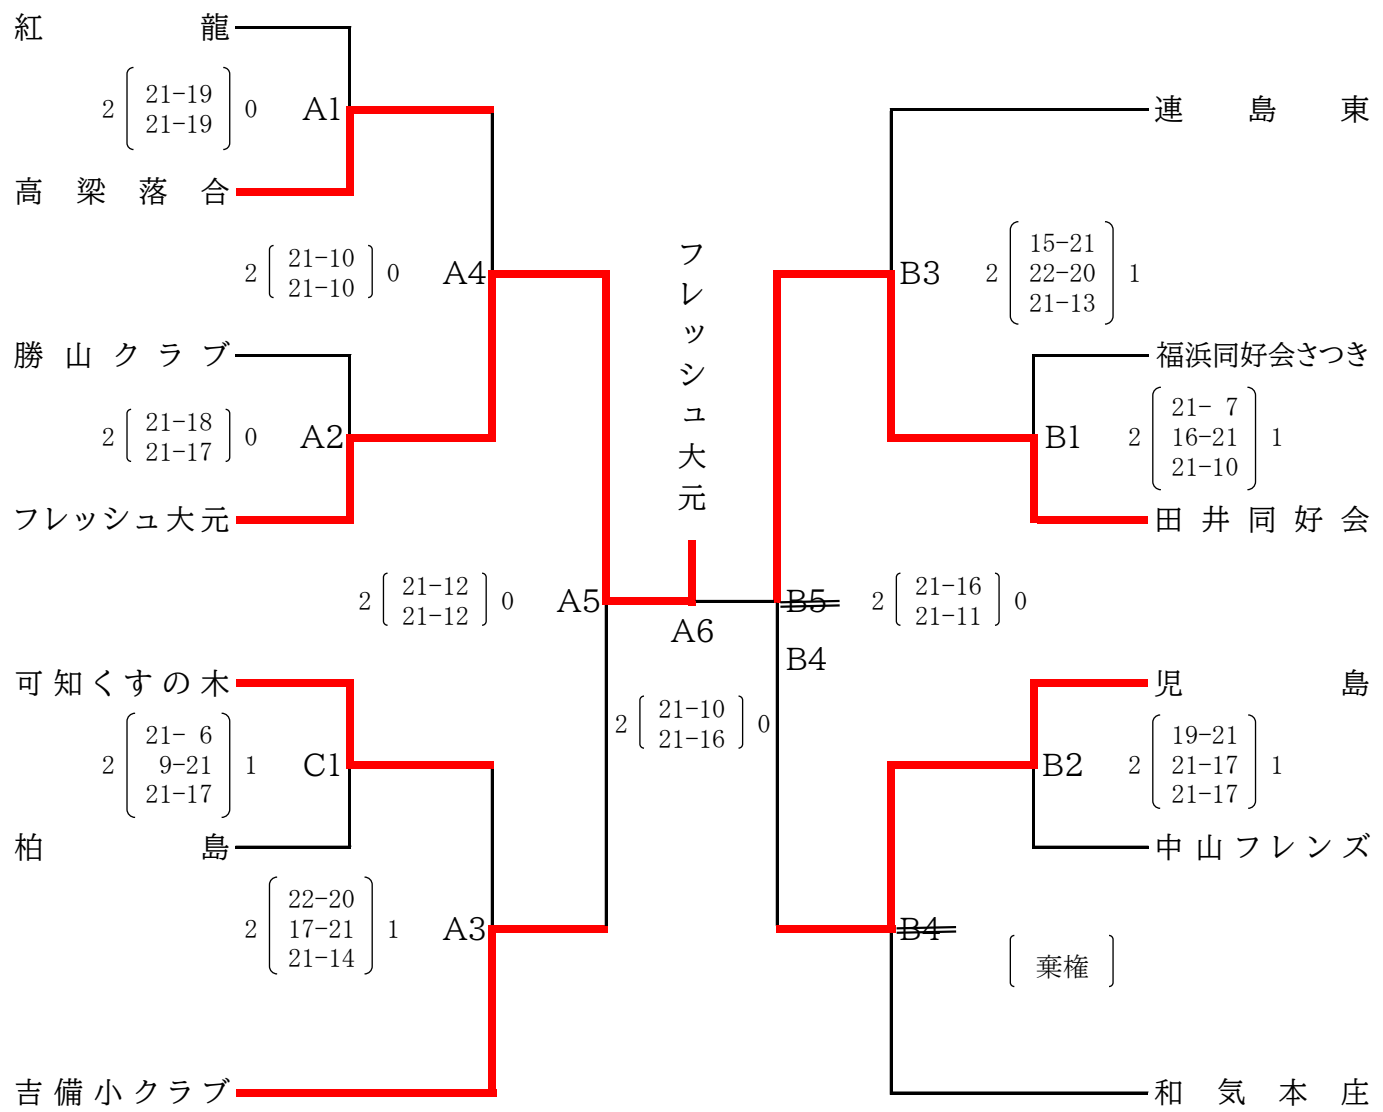 紅龍
2 21-19 0 A1
21-19
高梁落合
2 21-10 0 A4
21-10
勝山クラブ
2 21-18 0 A2
21-17
フレッシュ大元
2 21-12 0 A5
21-12
可知くすの木
2 21- 6 1 C1
9-21
21-17
柏島
2 22-20 1 A3
17-21
21-14
吉備小クラブ
フレッシュ大元
A6
2 21-10 0
21-16
連島東
B3 2 15-21 1
22-20
21-13
福浜同好会さつき
B1 2 21- 7 1
16-21
21-10
田井同好会
B5 2 21-16 0
21-11
B4
児島
B2 2 19-21 1
21-17
21-17
中山フレンズ
B4
棄権
和気本庄